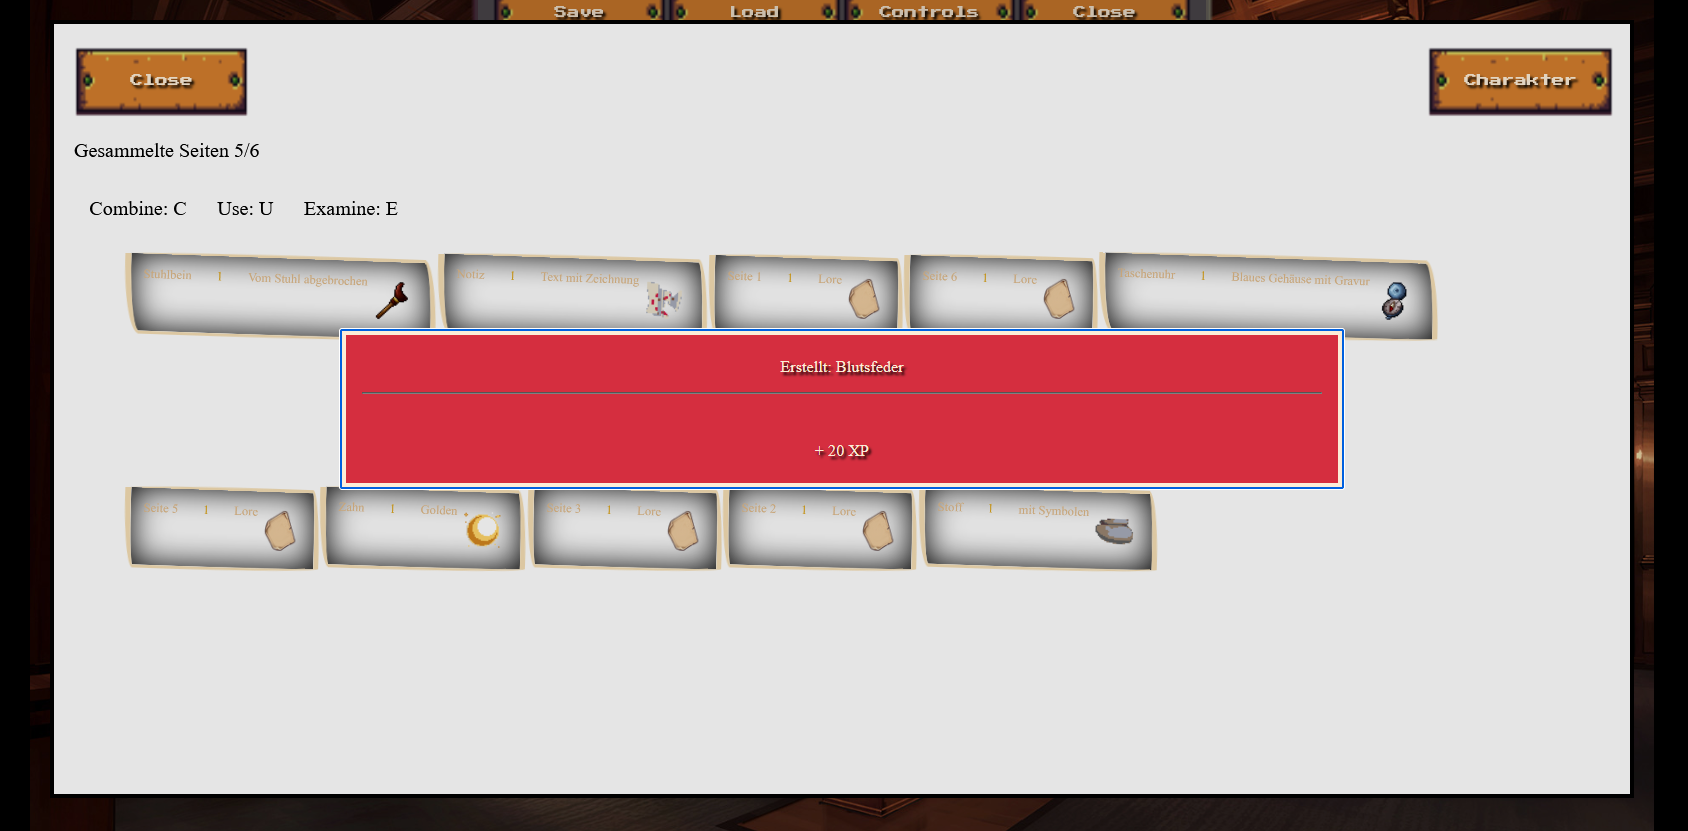 Save Load Controls Close
Close Charakter
Gesammelte Seiten 5/6
Combine: C Use: U Examine: E
Stuhlbein 1 Vom Stuhl abgebrochen
Notiz 1 Text mit Zeichnung
Seite 1 1 Lore
Seite 6 1 Lore
Taschenuhr 1 Blaues Gehäuse mit Gravur
Erstellt: Blutsfeder
+ 20 XP
Seite 5 1 Lore
Zahn 1 Golden
Seite 3 1 Lore
Seite 2 1 Lore
Stoff 1 mit Symbolen